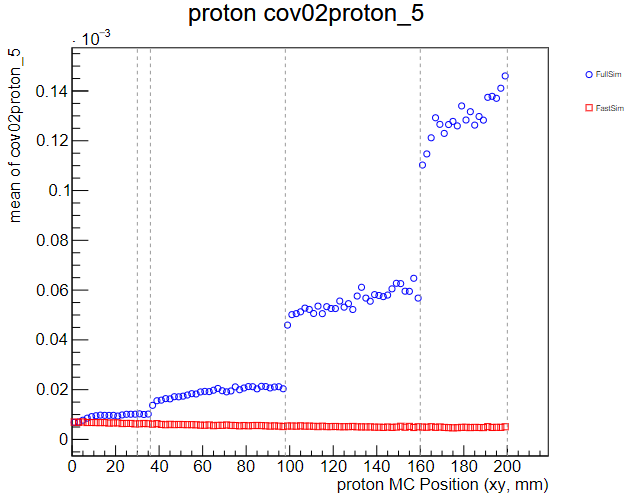 proton cov02proton_5
· 10⁻³
mean of cov02proton_5
0.14
0.12
0.1
0.08
0.06
0.04
0.02
0
0 20 40 60 80 100 120 140 160 180 200
proton MC Position (xy, mm)
FullSim
FastSim